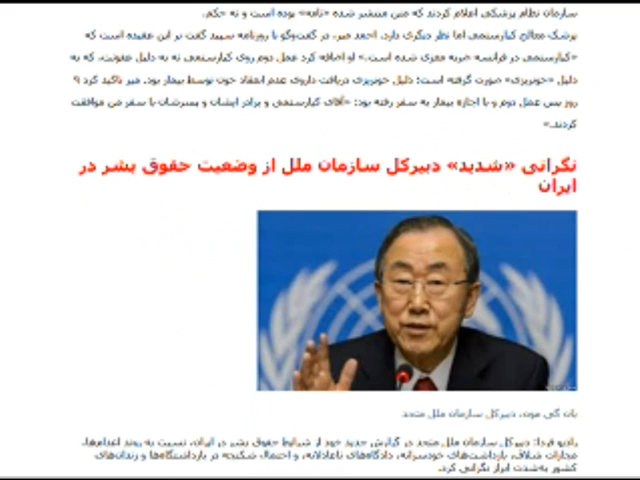 سازمان نظام پزشکی اعلام کردند که متن منتشر شده «نامه» بوده است و نه حکم.
پزشک معالج کیارستمی اما نظر دیگری دارد. احمد میر، در گفت‌وگو با روزنامه سپید گفت بر این عقیده است که
«کیارستمی در فرانسه ضربه مغزی شده است.» او اضافه کرد عمل دوم روی کیارستمی نه به دلیل عفونت، که به
دلیل «خونریزی» صورت گرفته است؛ دلیل خونریزی دریافت داروی عدم انعقاد خون توسط بیمار بود. میر تاکید کرد ۹
روز پس عمل دوم و با اجازه بیمار به سفر رفته بود: «آقای کیارستمی و برادر ایشان و پسرشان با سفر من موافقت
کردند.»
نگرانی «شدید» دبیرکل سازمان ملل از وضعیت حقوق بشر در
ایران
بان کی مون، دبیرکل سازمان ملل متحد
رادیو فردا: دبیرکل سازمان ملل متحد در گزارش جدید خود از شرایط حقوق بشر در ایران، نسبت به روند اعدام‌ها،
مجازات شلاق، بازداشت‌های خودسرانه، دادگاه‌های ناعادلانه، و احتمال شکنجه در بازداشتگاه‌ها و زندان‌های
کشور به‌شدت ابراز نگرانی کرد.